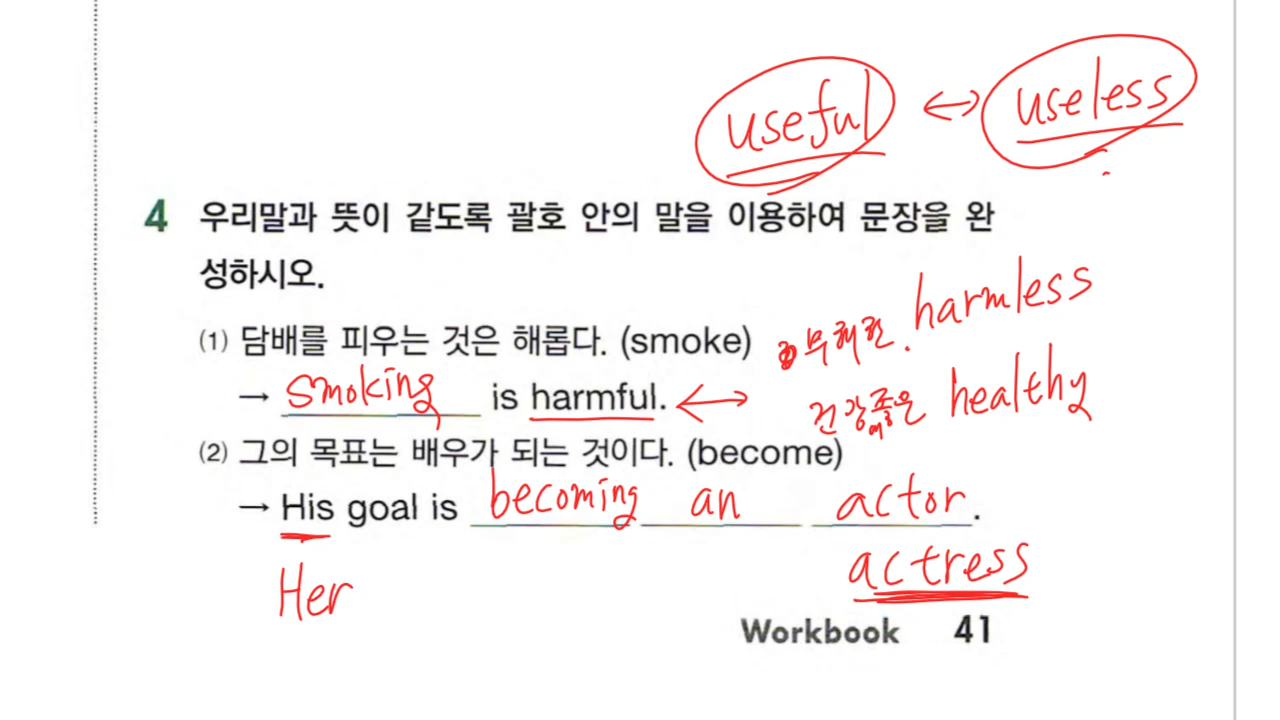 useful ↔ useless
4 우리말과 뜻이 같도록 괄호 안의 말을 이용하여 문장을 완
성하시오.
(1) 담배를 피우는 것은 해롭다. (smoke)
무해한. harmless
→ smoking is harmful. ↔
건강좋은 healthy
에
(2) 그의 목표는 배우가 되는 것이다. (become)
→ His goal is becoming an actor.
Her actress
Workbook 41